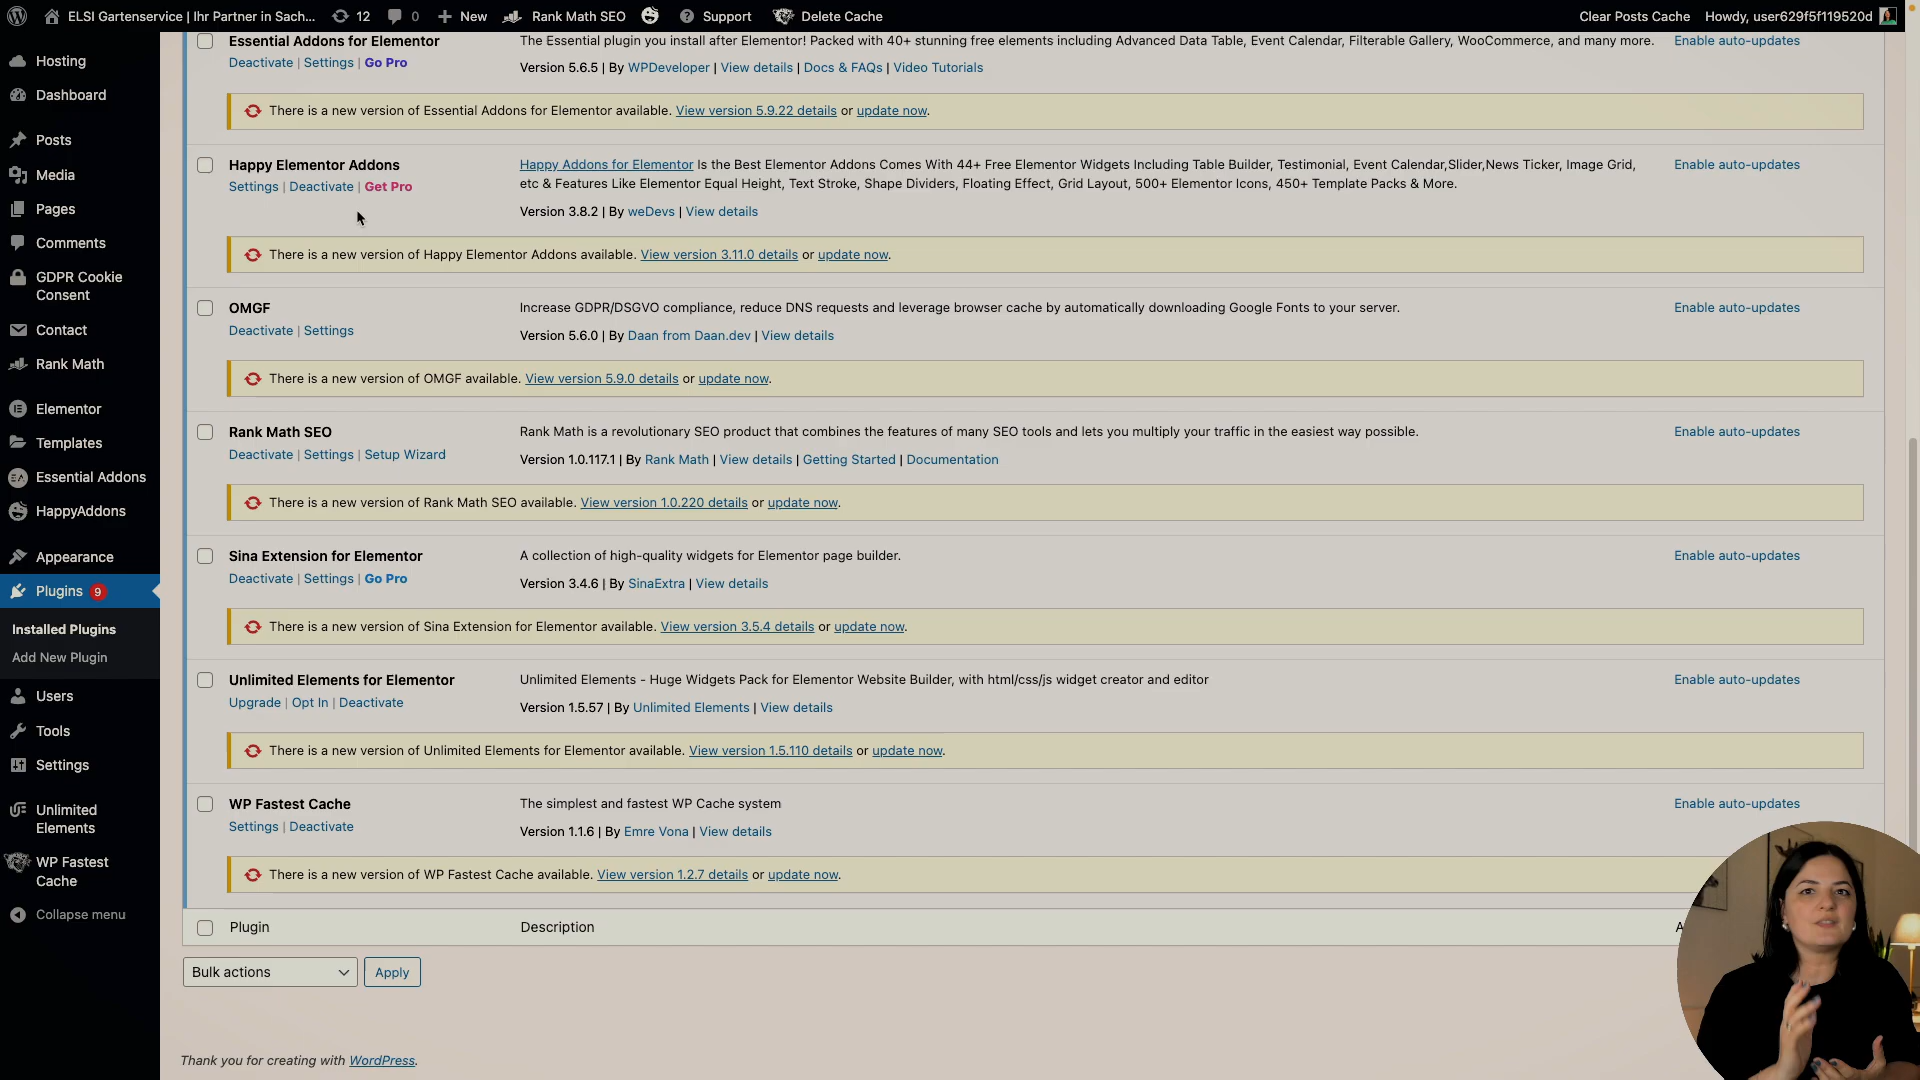 ELSI Gartenservice | Ihr Partner in Sach... 12 0 New Rank Math SEO Support Delete Cache Clear Posts Cache Howdy, user629f5f119520d
Hosting
Dashboard
Posts
Media
Pages
Comments
GDPR Cookie
Consent
Contact
Rank Math
Elementor
Templates
Essential Addons
HappyAddons
Appearance
Plugins 9
Installed Plugins
Add New Plugin
Users
Tools
Settings
Unlimited
Elements
WP Fastest
Cache
Collapse menu
Essential Addons for Elementor
Deactivate | Settings | Go Pro
The Essential plugin you install after Elementor! Packed with 40+ stunning free elements including Advanced Data Table, Event Calendar, Filterable Gallery, WooCommerce, and many more.
Version 5.6.5 | By WPDeveloper | View details | Docs & FAQs | Video Tutorials
Enable auto-updates
There is a new version of Essential Addons for Elementor available. View version 5.9.22 details or update now.
Happy Elementor Addons
Settings | Deactivate | Get Pro
Happy Addons for Elementor Is the Best Elementor Addons Comes With 44+ Free Elementor Widgets Including Table Builder, Testimonial, Event Calendar,Slider,News Ticker, Image Grid,
etc & Features Like Elementor Equal Height, Text Stroke, Shape Dividers, Floating Effect, Grid Layout, 500+ Elementor Icons, 450+ Template Packs & More.
Version 3.8.2 | By weDevs | View details
Enable auto-updates
There is a new version of Happy Elementor Addons available. View version 3.11.0 details or update now.
OMGF
Deactivate | Settings
Increase GDPR/DSGVO compliance, reduce DNS requests and leverage browser cache by automatically downloading Google Fonts to your server.
Version 5.6.0 | By Daan from Daan.dev | View details
Enable auto-updates
There is a new version of OMGF available. View version 5.9.0 details or update now.
Rank Math SEO
Deactivate | Settings | Setup Wizard
Rank Math is a revolutionary SEO product that combines the features of many SEO tools and lets you multiply your traffic in the easiest way possible.
Version 1.0.117.1 | By Rank Math | View details | Getting Started | Documentation
Enable auto-updates
There is a new version of Rank Math SEO available. View version 1.0.220 details or update now.
Sina Extension for Elementor
Deactivate | Settings | Go Pro
A collection of high-quality widgets for Elementor page builder.
Version 3.4.6 | By SinaExtra | View details
Enable auto-updates
There is a new version of Sina Extension for Elementor available. View version 3.5.4 details or update now.
Unlimited Elements for Elementor
Upgrade | Opt In | Deactivate
Unlimited Elements - Huge Widgets Pack for Elementor Website Builder, with html/css/js widget creator and editor
Version 1.5.57 | By Unlimited Elements | View details
Enable auto-updates
There is a new version of Unlimited Elements for Elementor available. View version 1.5.110 details or update now.
WP Fastest Cache
Settings | Deactivate
The simplest and fastest WP Cache system
Version 1.1.6 | By Emre Vona | View details
Enable auto-updates
There is a new version of WP Fastest Cache available. View version 1.2.7 details or update now.
Plugin Description
Bulk actions Apply
Thank you for creating with WordPress.